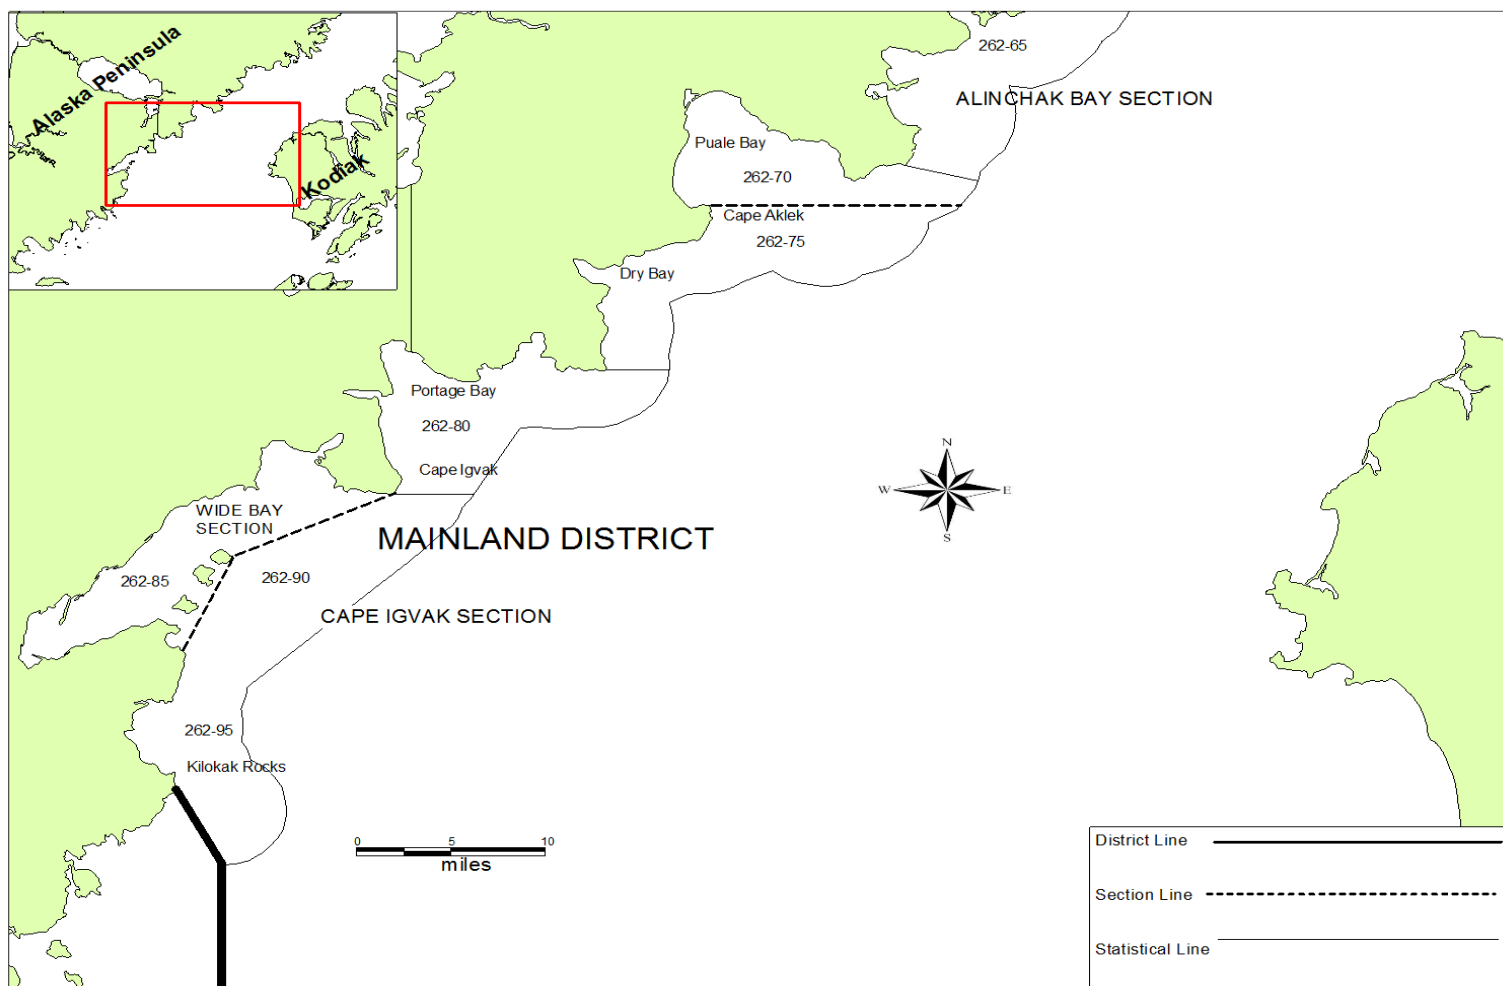 Alaska Peninsula
Kodiak
262-65
ALINCHAK BAY SECTION
Puale Bay
262-70
Cape Aklek
262-75
Dry Bay
Portage Bay
262-80
Cape Igvak
WIDE BAY
SECTION
262-85
262-90
MAINLAND DISTRICT
CAPE IGVAK SECTION
262-95
Kilokak Rocks
N
W
E
S
0 5 10
miles
District Line
Section Line
Statistical Line